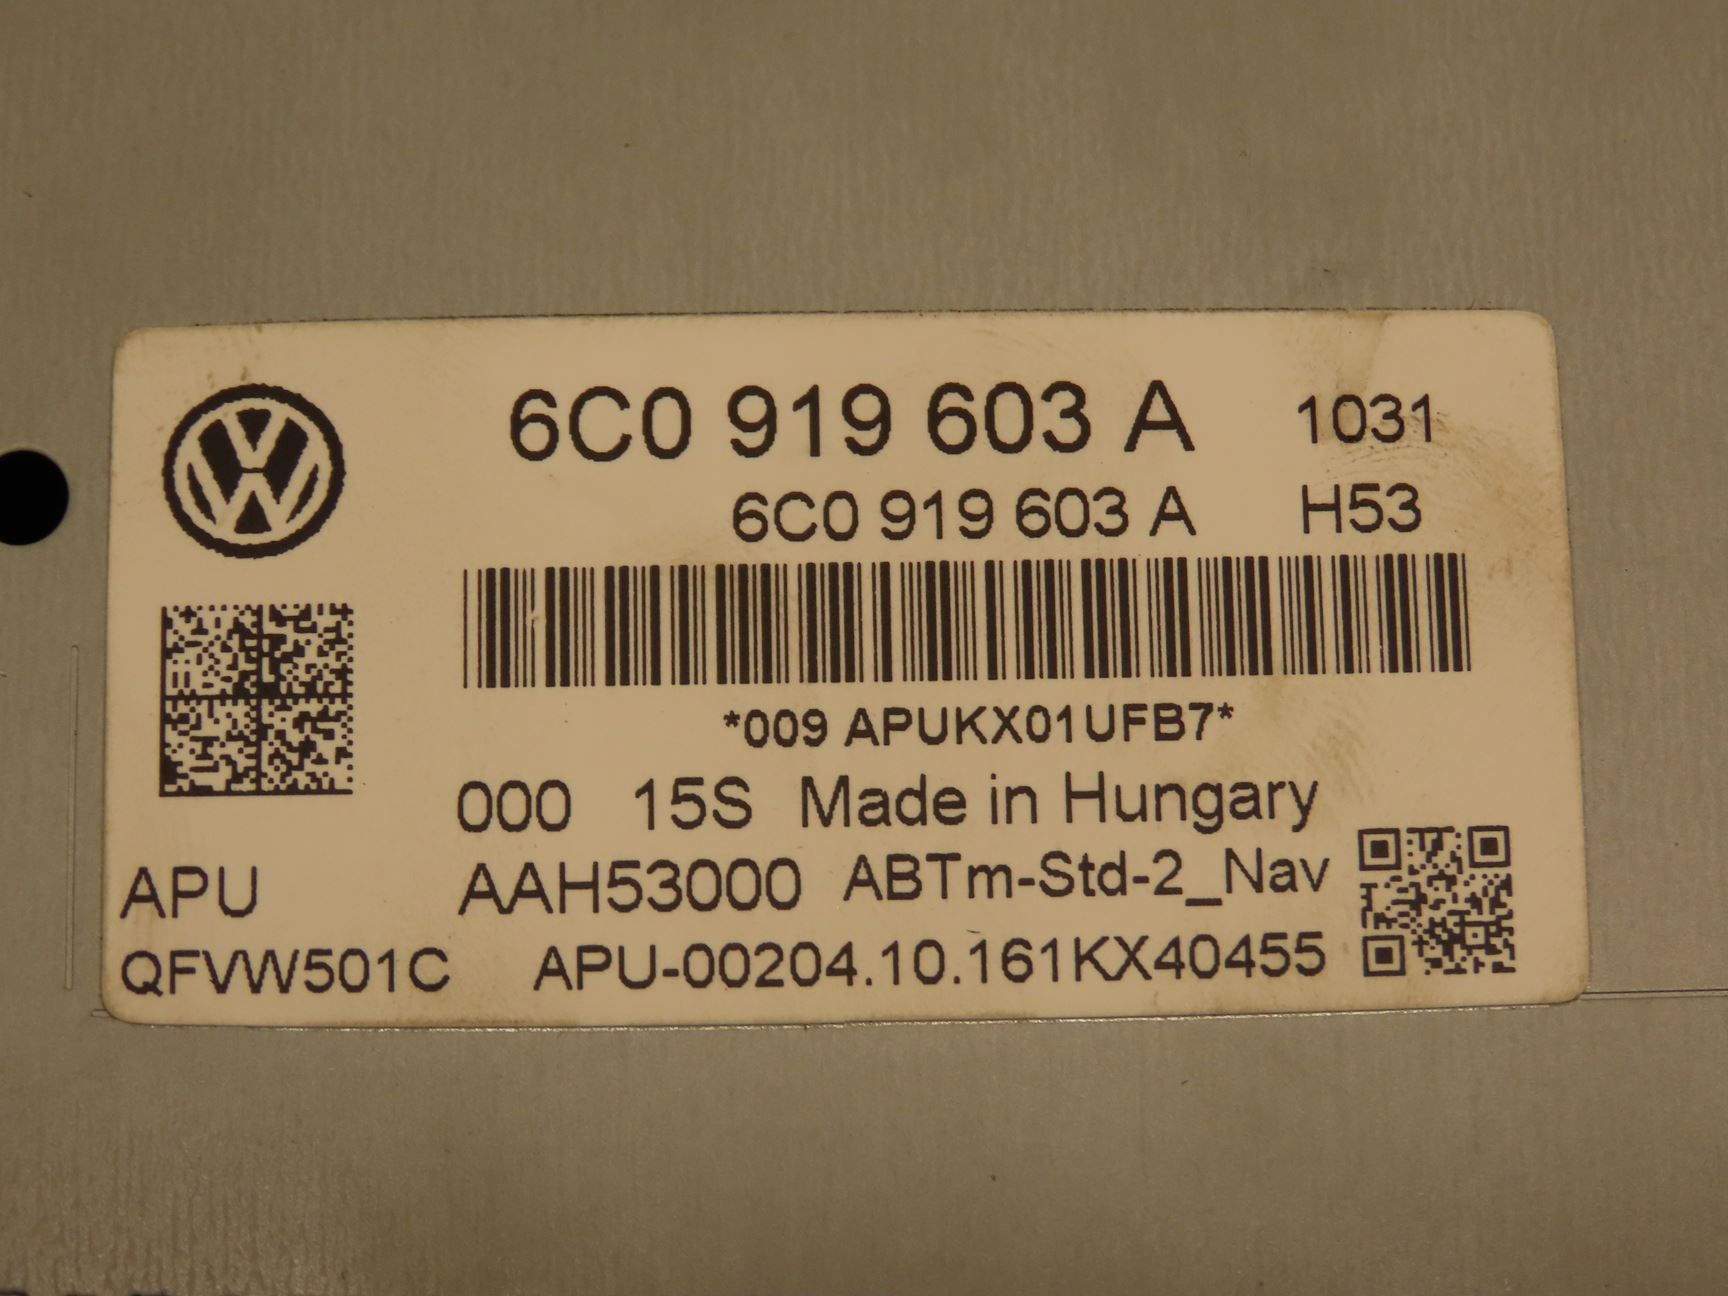 6C0 919 603 A 1031
6C0 919 603 A H53
*009 APUKX01UFB7*
000 15S Made in Hungary
APU AAH53000 ABTm-Std-2_Nav
QFVW501C APU-00204.10.161KX40455